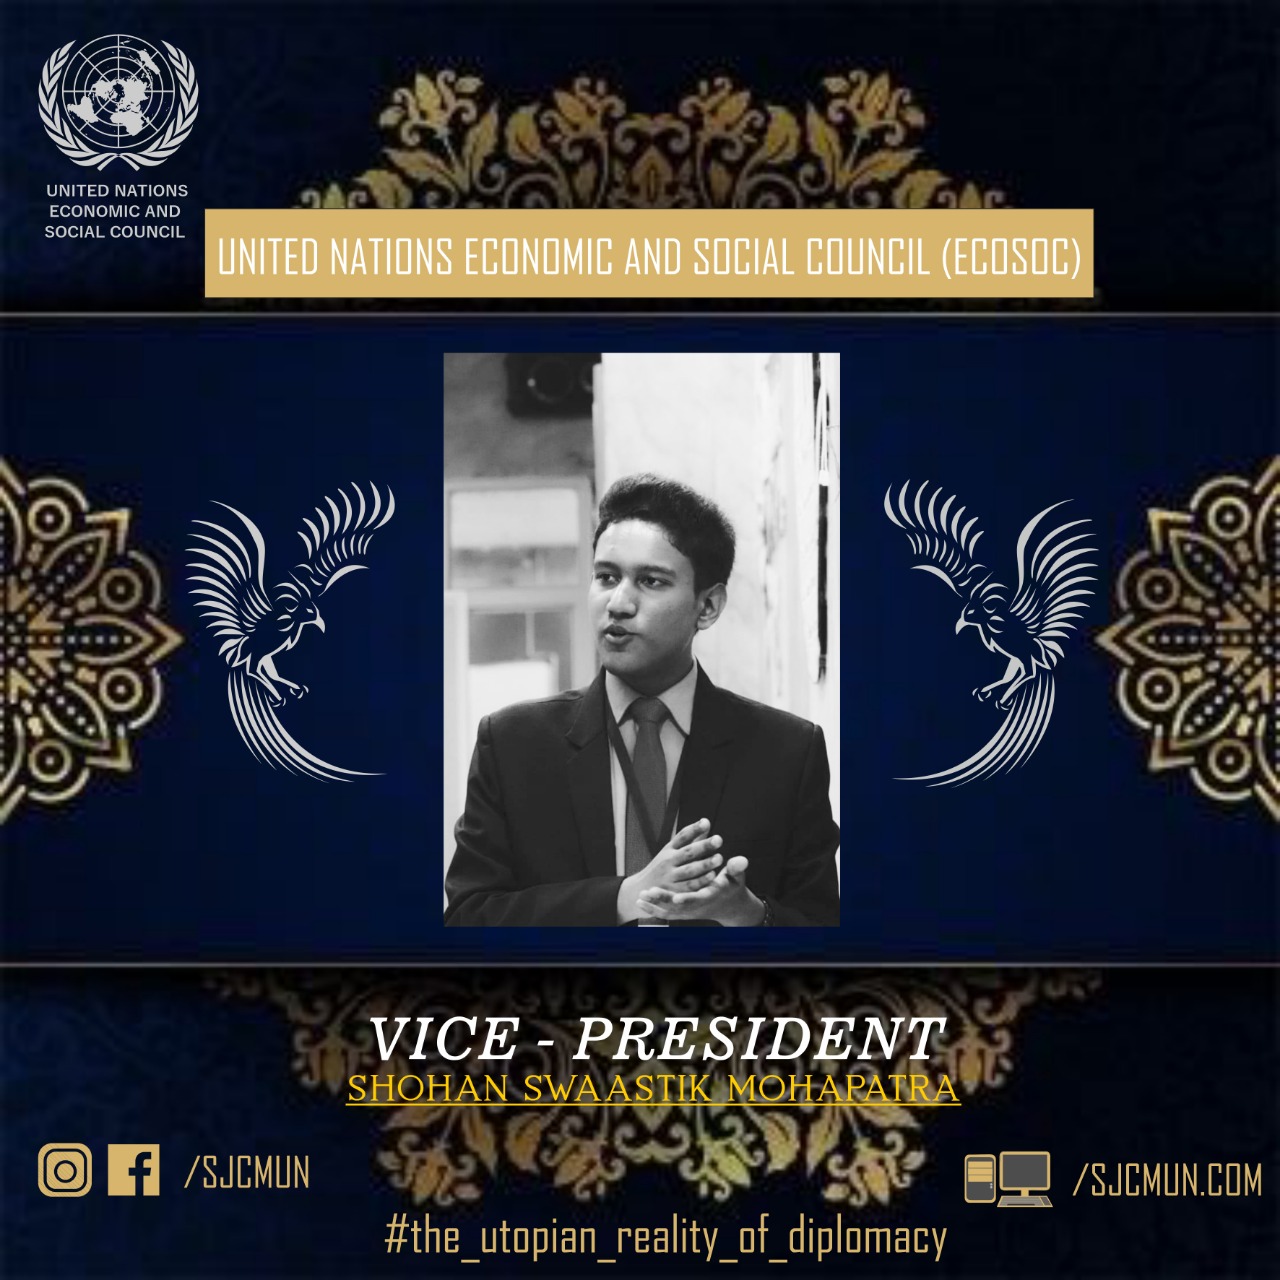 UNITED NATIONS
ECONOMIC AND
SOCIAL COUNCIL
UNITED NATIONS ECONOMIC AND SOCIAL COUNCIL (ECOSOC)
VICE - PRESIDENT
SHOHAN SWAASTIK MOHAPATRA
/SJCMUN
/SJCMUN.COM
#the_utopian_reality_of_diplomacy